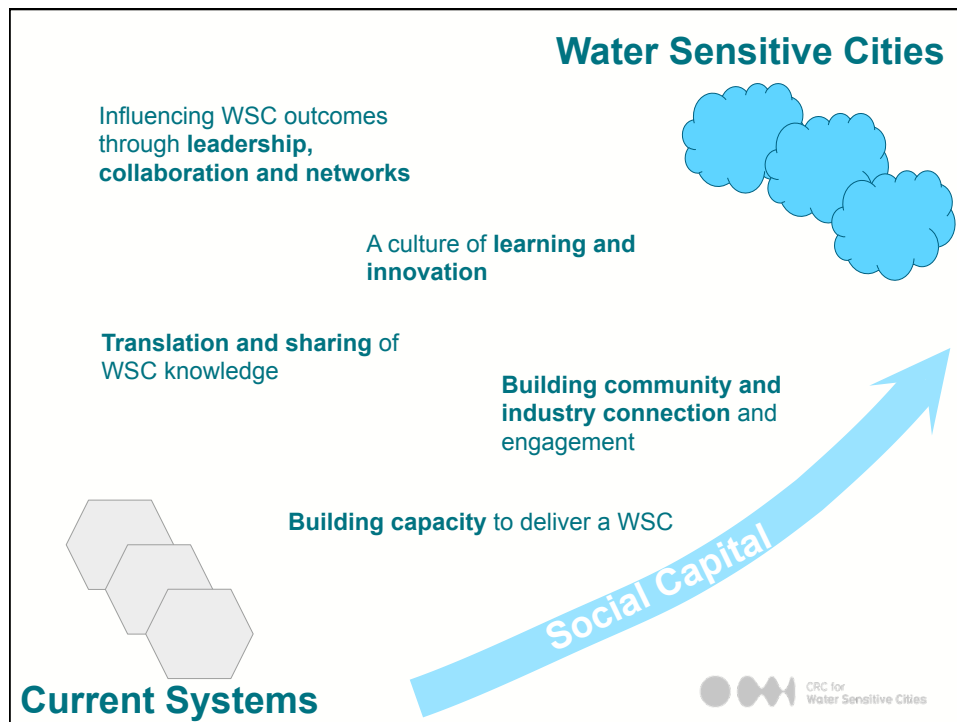 Water Sensitive Cities
Influencing WSC outcomes
through leadership,
collaboration and networks
A culture of learning and
innovation
Translation and sharing of
WSC knowledge
Building community and
industry connection and
engagement
Building capacity to deliver a WSC
Social Capital
Current Systems
CRC for
Water Sensitive Cities